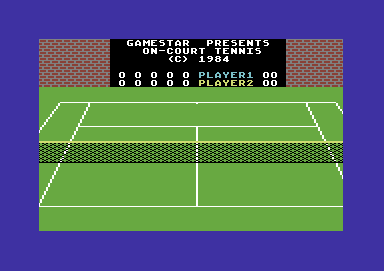 GAMESTAR PRESENTS
ON-COURT TENNIS
(C) 1984
0 0 0 0 0 PLAYER1 00
0 0 0 0 0 PLAYER2 00